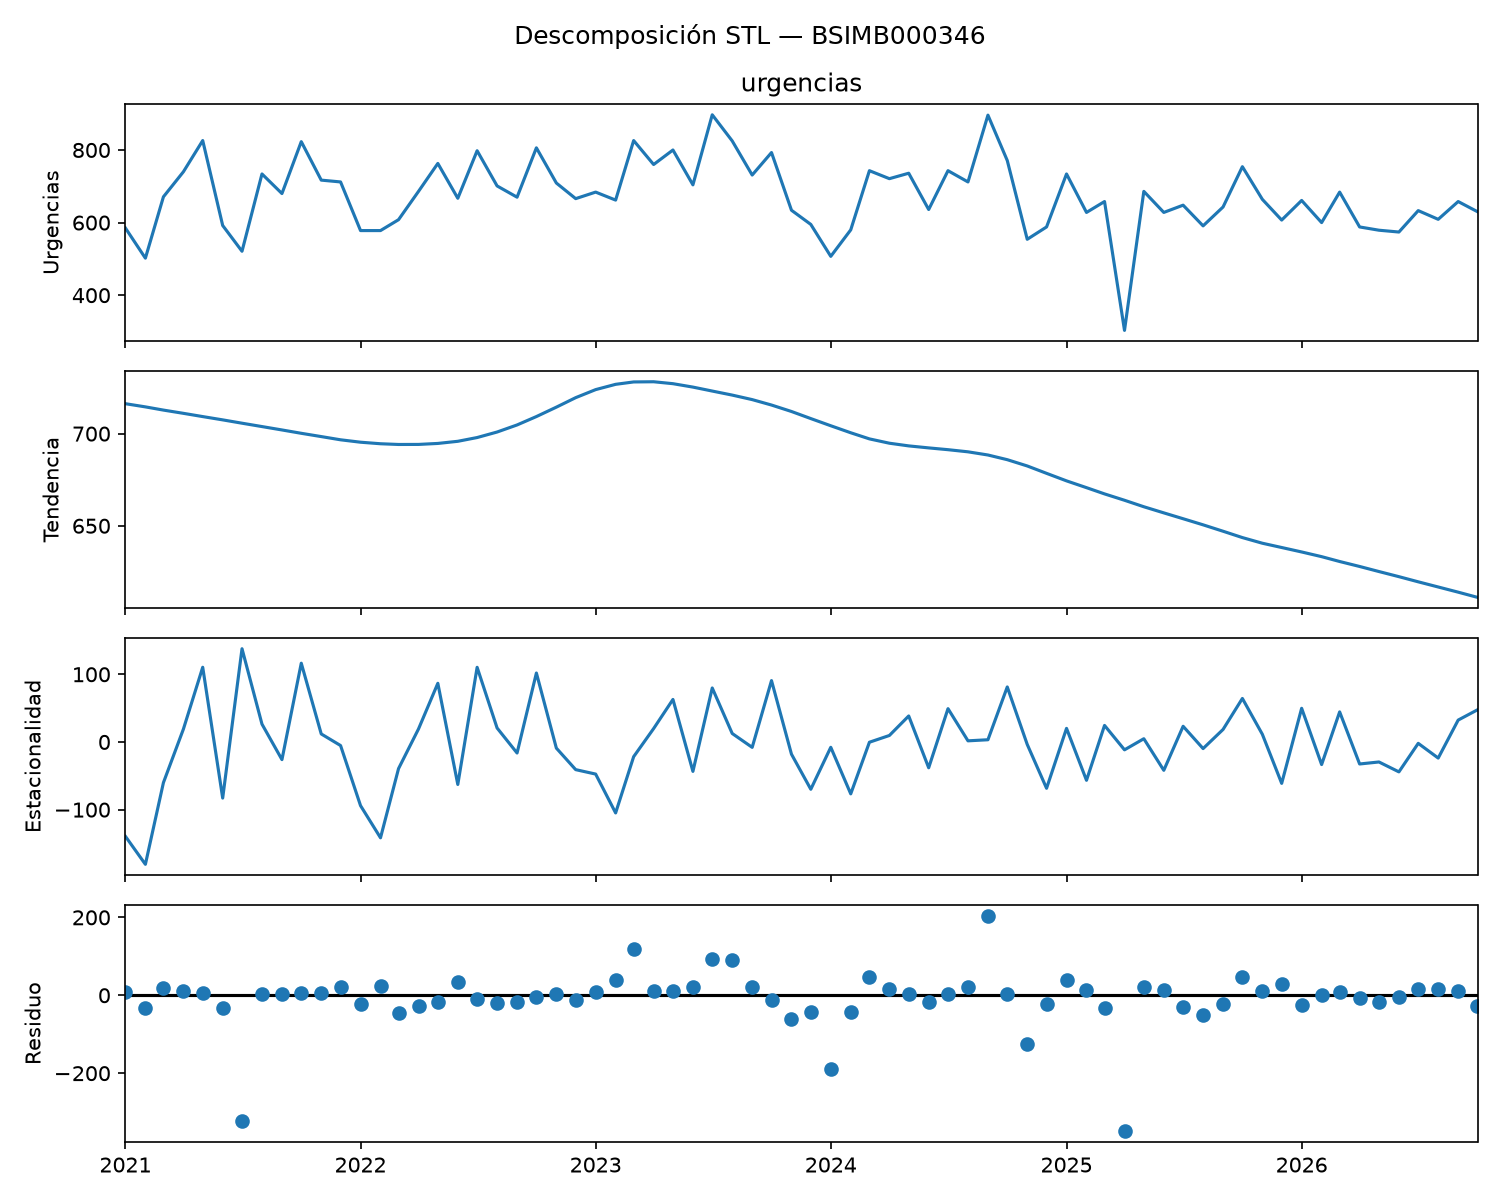 Descomposición STL — BSIMB000346
urgencias
Urgencias
800
600
400
Tendencia
700
650
Estacionalidad
100
0
−100
Residuo
200
0
−200
2021
2022
2023
2024
2025
2026